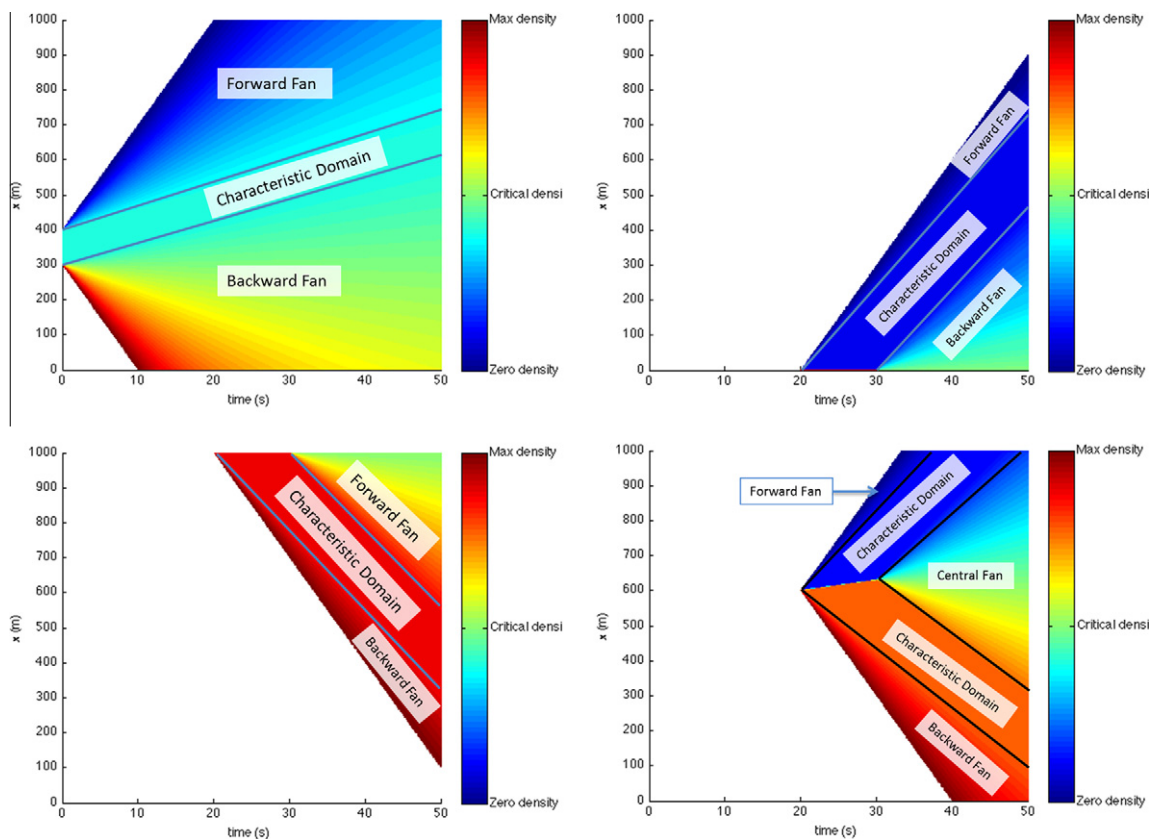 1000
900
800
700
600
500
400
300
200
100
0
x (m)
0 10 20 30 40 50
time (s)
Forward Fan
Characteristic Domain
Backward Fan
Max density
Critical densi
Zero density
1000
900
800
700
600
500
400
300
200
100
0
x (m)
0 10 20 30 40 50
time (s)
Forward Fan
Characteristic Domain
Backward Fan
Max density
Critical densi
Zero density
1000
900
800
700
600
500
400
300
200
100
0
x (m)
0 10 20 30 40 50
time (s)
Forward Fan
Characteristic Domain
Backward Fan
Max density
Critical densi
Zero density
1000
900
800
700
600
500
400
300
200
100
0
x (m)
0 10 20 30 40 50
time (s)
Forward Fan
Characteristic Domain
Central Fan
Characteristic Domain
Backward Fan
Max density
Critical densi
Zero density